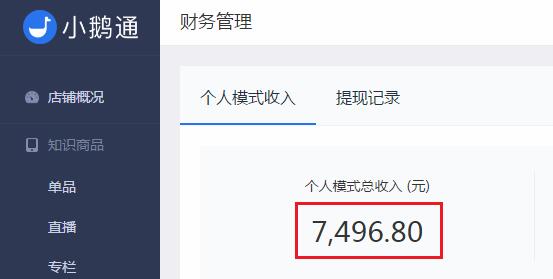 小鹅通
财务管理
店铺概况
个人模式收入
提现记录
知识商品
单品
个人模式总收入 (元)
直播
7,496.80
专栏